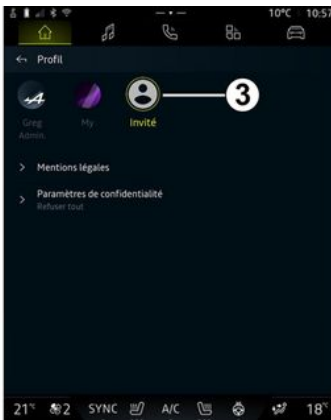 10°C 10:57
Profil
3
Greg
Admin.
My
Invité
Mentions légales
Paramètres de confidentialité
Refuser tout
21°C 2 SYNC A/C 18°